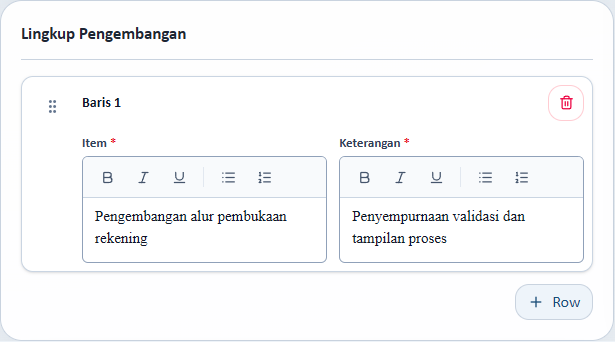 Lingkup Pengembangan
Baris 1
Item *
Keterangan *
B I U
B I U
Pengembangan alur pembukaan
rekening
Penyempurnaan validasi dan
tampilan proses
+ Row